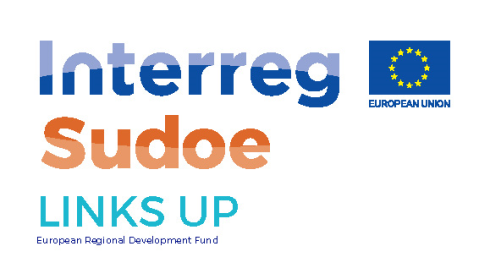 Interreg
EUROPEAN UNION
Sudoe
LINKS UP
European Regional Development Fund